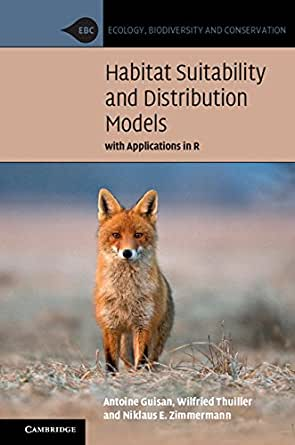 EBC
ECOLOGY, BIODIVERSITY AND CONSERVATION
Habitat Suitability
and Distribution
Models
with Applications in R
Antoine Guisan, Wilfried Thuiller
and Niklaus E. Zimmermann
CAMBRIDGE